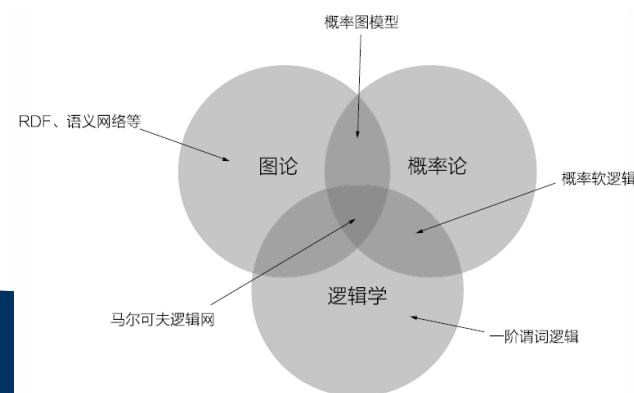 概率图模型
RDF、语义网络等
图论
概率论
概率软逻辑
逻辑学
马尔可夫逻辑网
一阶谓词逻辑